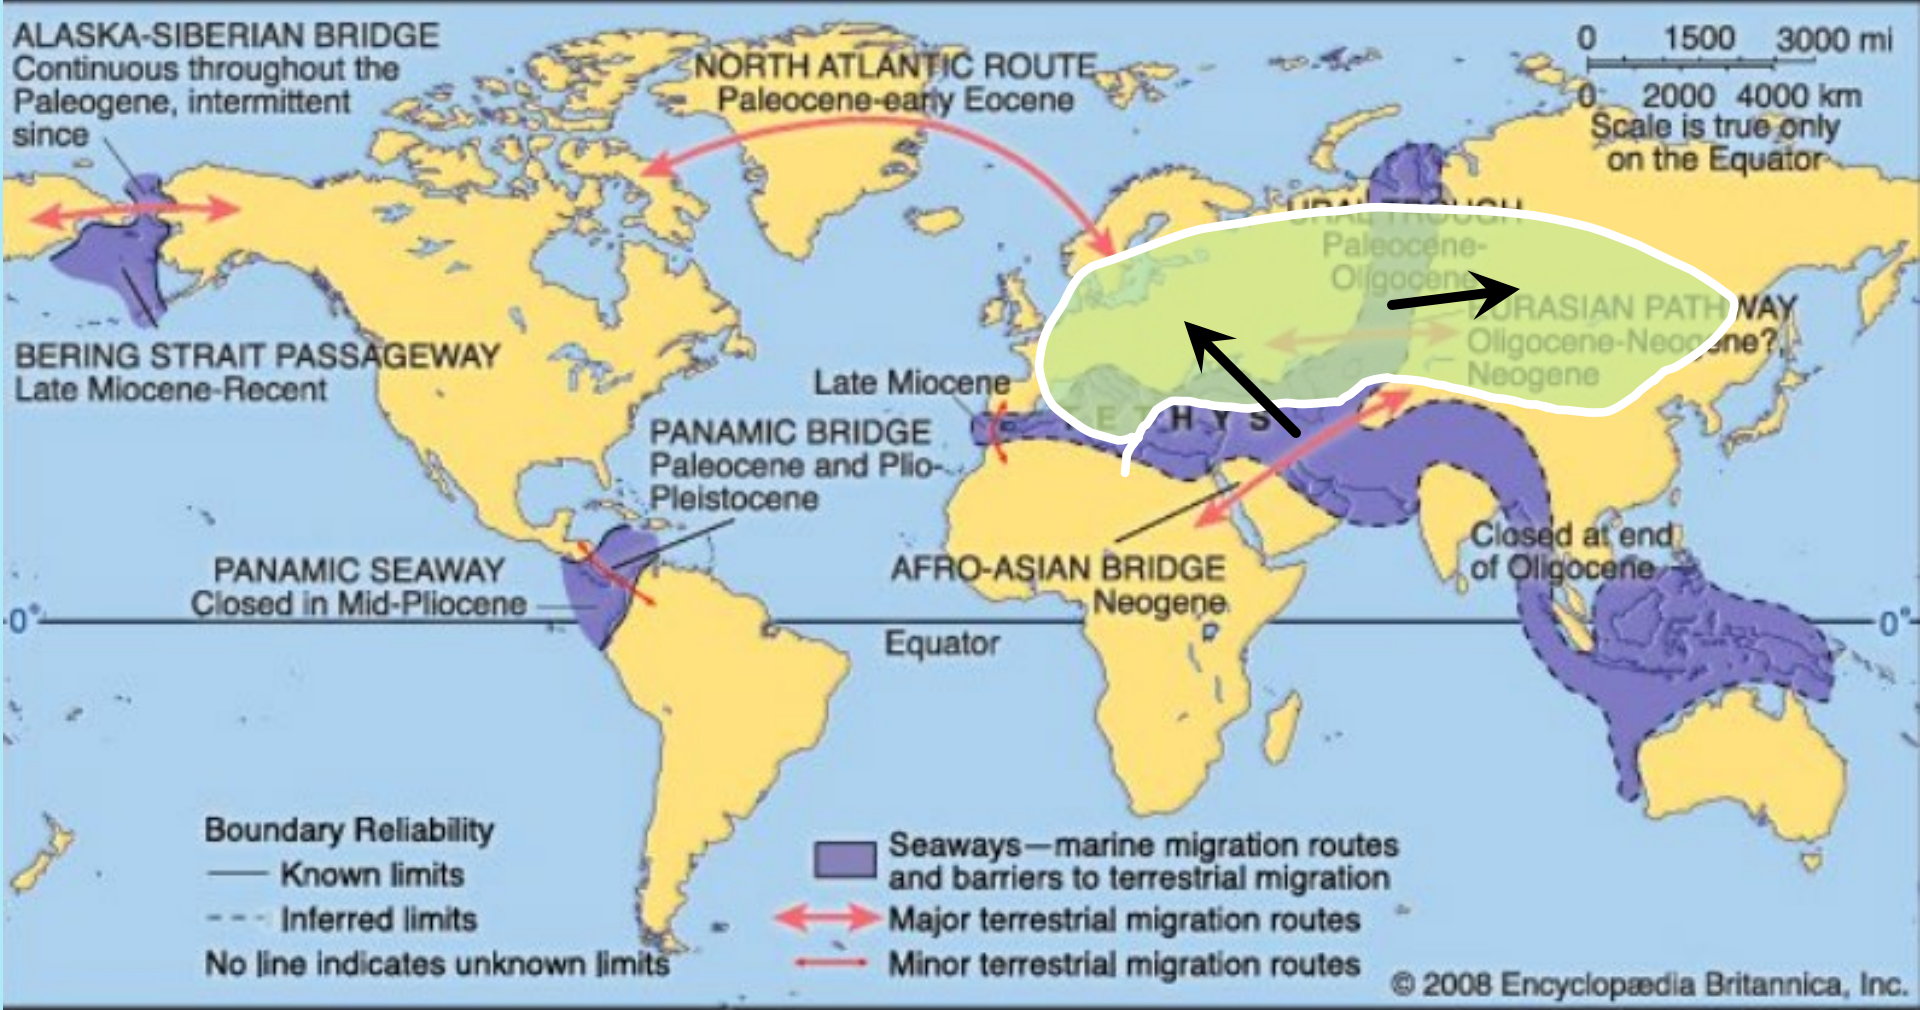 ALASKA-SIBERIAN BRIDGE
Continuous throughout the
Paleogene, intermittent
since
NORTH ATLANTIC ROUTE
Paleocene-early Eocene
0 1500 3000 mi
0 2000 4000 km
Scale is true only
on the Equator
URAL TROUGH
Paleocene-
Oligocene
EURASIAN PATHWAY
Oligocene-Neogene?,
Neogene
BERING STRAIT PASSAGEWAY
Late Miocene-Recent
Late Miocene
TETHYS
PANAMIC BRIDGE
Paleocene and Plio-
Pleistocene
PANAMIC SEAWAY
Closed in Mid-Pliocene
AFRO-ASIAN BRIDGE
Neogene
Closed at end
of Oligocene
0°
Equator
0°
Boundary Reliability
Known limits
Inferred limits
No line indicates unknown limits
Seaways—marine migration routes
and barriers to terrestrial migration
Major terrestrial migration routes
Minor terrestrial migration routes
© 2008 Encyclopædia Britannica, Inc.